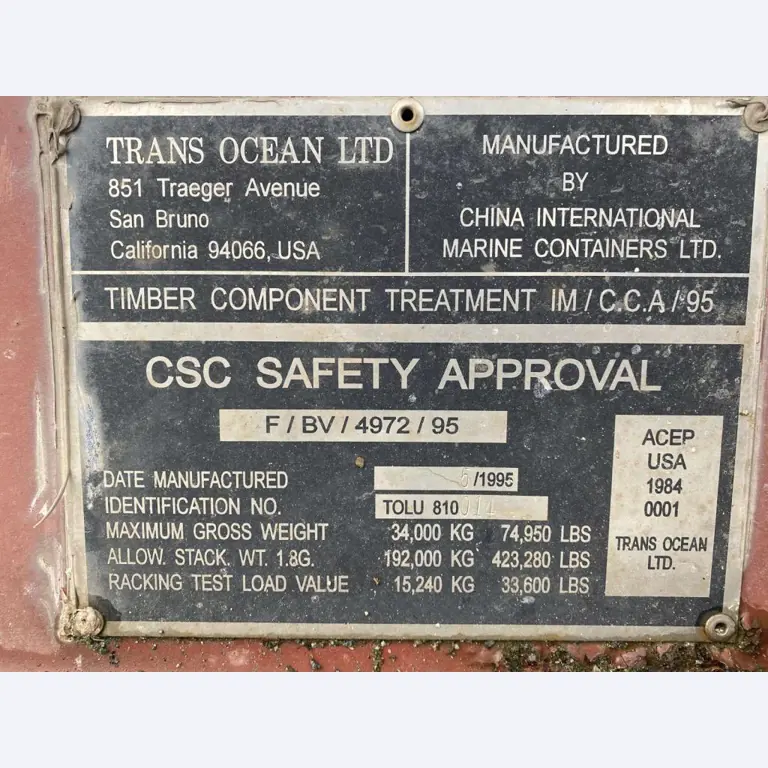 TRANS OCEAN LTD
851 Traeger Avenue
San Bruno
California 94066, USA
MANUFACTURED
BY
CHINA INTERNATIONAL
MARINE CONTAINERS LTD.
TIMBER COMPONENT TREATMENT IM / C.C.A / 95
CSC SAFETY APPROVAL
F / BV / 4972 / 95
DATE MANUFACTURED 5/1995
IDENTIFICATION NO. TOLU 810
MAXIMUM GROSS WEIGHT 34,000 KG 74,950 LBS
ALLOW. STACK. WT. 1.8G. 192,000 KG 423,280 LBS
RACKING TEST LOAD VALUE 15,240 KG 33,600 LBS
ACEP
USA
1984
0001
TRANS OCEAN
LTD.